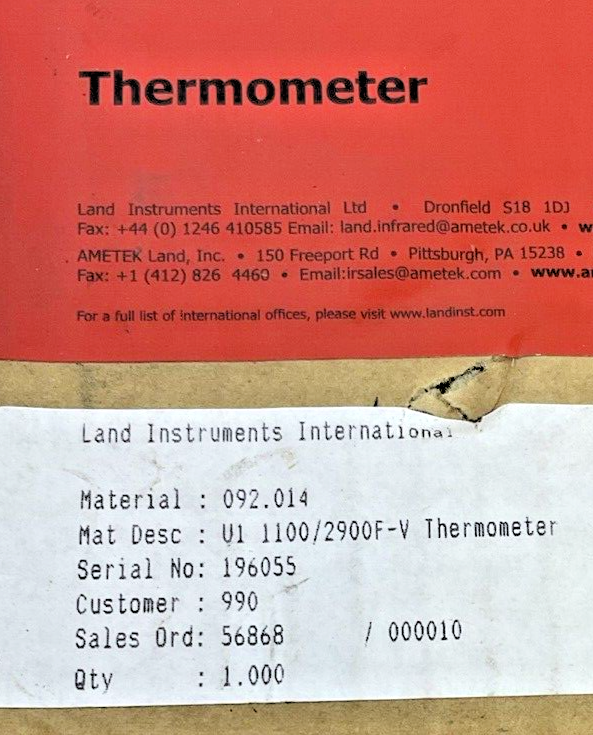 Thermometer
Land Instruments International Ltd • Dronfield S18 1DJ
Fax: +44 (0) 1246 410585 Email: land.infrared@ametek.co.uk • w
AMETEK Land, Inc. • 150 Freeport Rd • Pittsburgh, PA 15238 •
Fax: +1 (412) 826 4460 • Email:irsales@ametek.com • www.a
For a full list of international offices, please visit www.landinst.com
Land Instruments International
Material : 092.014
Mat Desc : U1 1100/2900F-V Thermometer
Serial No: 196055
Customer : 990
Sales Ord: 56868 / 000010
Qty : 1.000